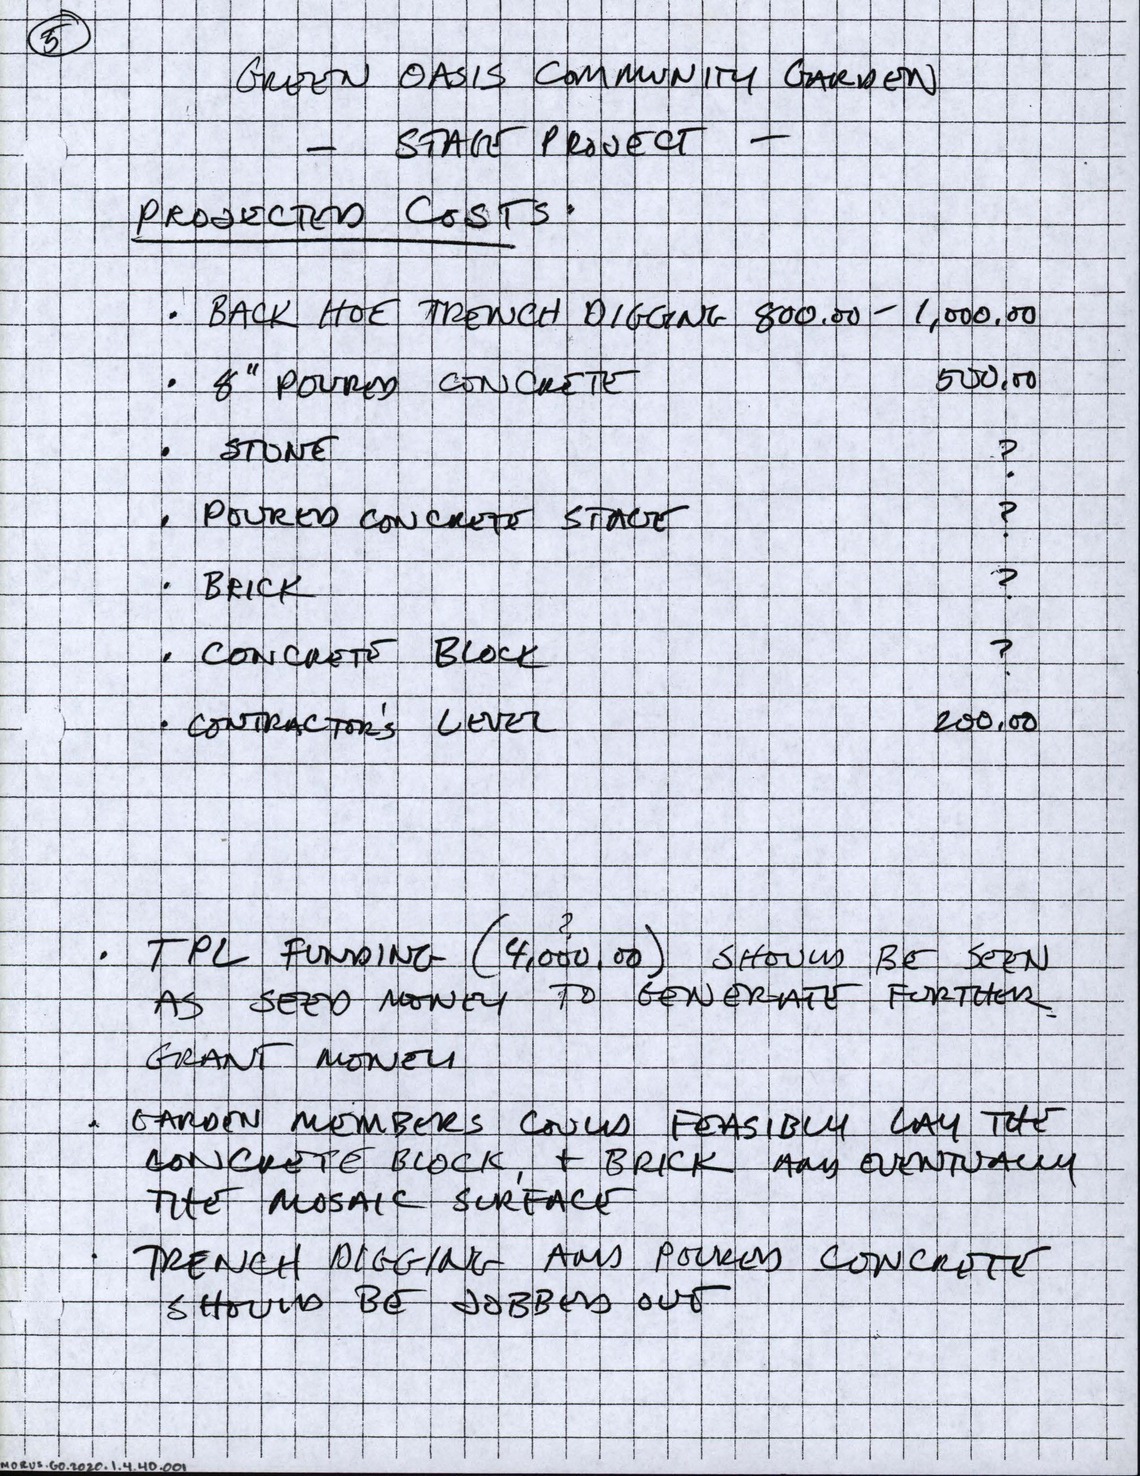 5
GREEN OASIS COMMUNITY GARDEN
— STAGE PROJECT —
PROJECTED COSTS.
· BACK HOE TRENCH DIGGING 800.00 – 1,000.00
· 8" POURED CONCRETE 500.00
· STONE ?
· POURED CONCRETE STAGE ?
· BRICK ?
· CONCRETE BLOCK ?
· CONTRACTOR'S LEVEL 200.00
?
· TPL FUNDING (4,000.00) SHOULD BE SEEN
AS SEED MONEY TO GENERATE FURTHER
GRANT MONEY
· GARDEN MEMBERS COULD FEASIBLY LAY THE
CONCRETE BLOCK, + BRICK AND EVENTUALLY
THE MOSAIC SURFACE
· TRENCH DIGGING AND POURED CONCRETE
SHOULD BE JOBBED OUT
MORUS.GO.2020.1.4.40.001